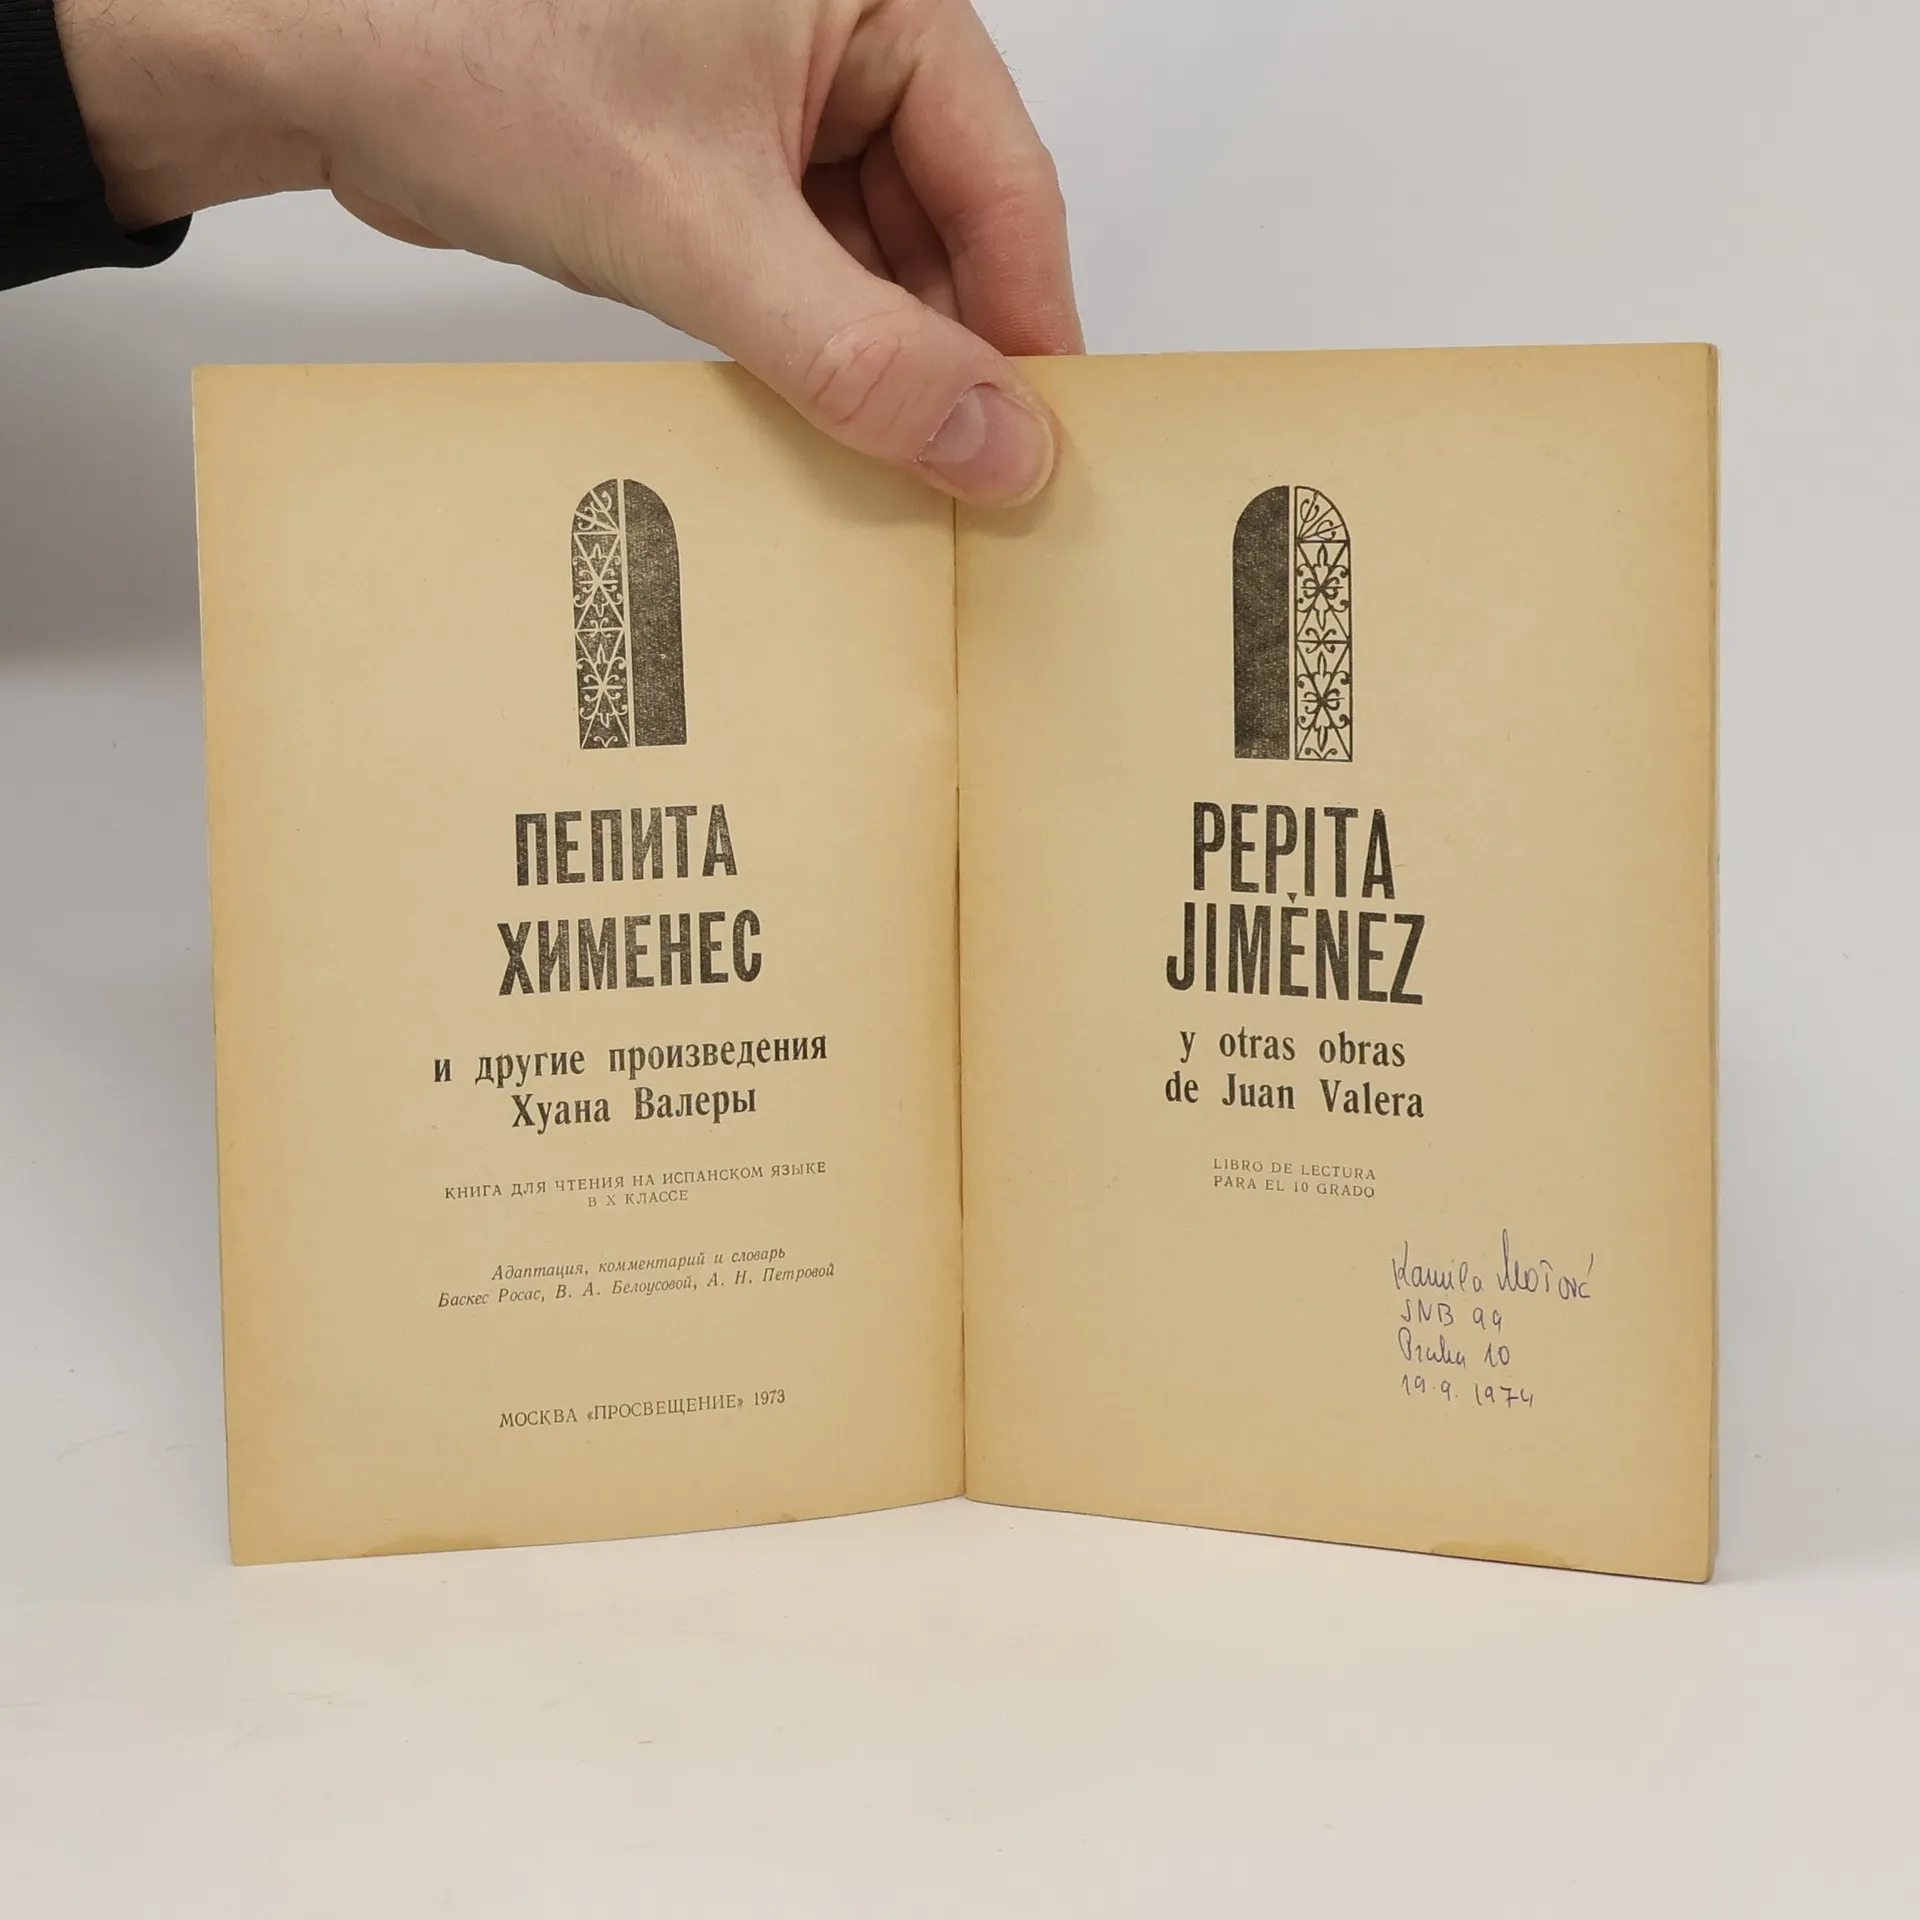 ПЕПИТА
ХИМЕНЕС
и другие произведения
Хуана Валеры
КНИГА ДЛЯ ЧТЕНИЯ НА ИСПАНСКОМ ЯЗЫКЕ
В X КЛАССЕ
Адаптация, комментарий и словарь
Баскес Росас, В. А. Белоусовой, А. Н. Петровой
МОСКВА «ПРОСВЕЩЕНИЕ» 1973
PEPITA
JIMÉNEZ
y otras obras
de Juan Valera
LIBRO DE LECTURA
PARA EL 10 GRADO
Kamila
SNB 99
Praha 10
19.9. 1974